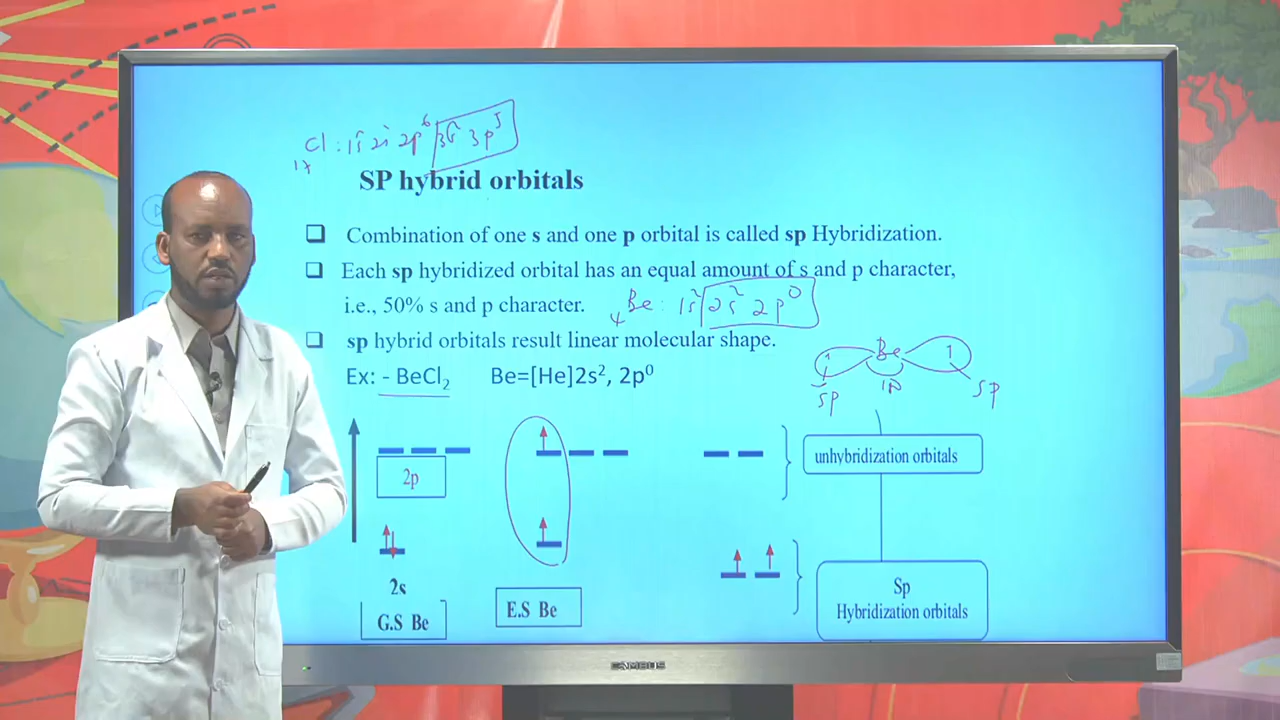 Cl : 1s² 2s² 2p⁶ 3s² 3p⁵
17
SP hybrid orbitals
❑ Combination of one s and one p orbital is called sp Hybridization.
❑ Each sp hybridized orbital has an equal amount of s and p character,
i.e., 50% s and p character.
₄Be: 1s² 2s² 2p⁰
❑ sp hybrid orbitals result linear molecular shape.
Ex: - BeCl₂ Be=[He]2s², 2p⁰
1 Be 1
sp sp
2p
unhybridization orbitals
2s
G.S Be
E.S Be
Sp
Hybridization orbitals